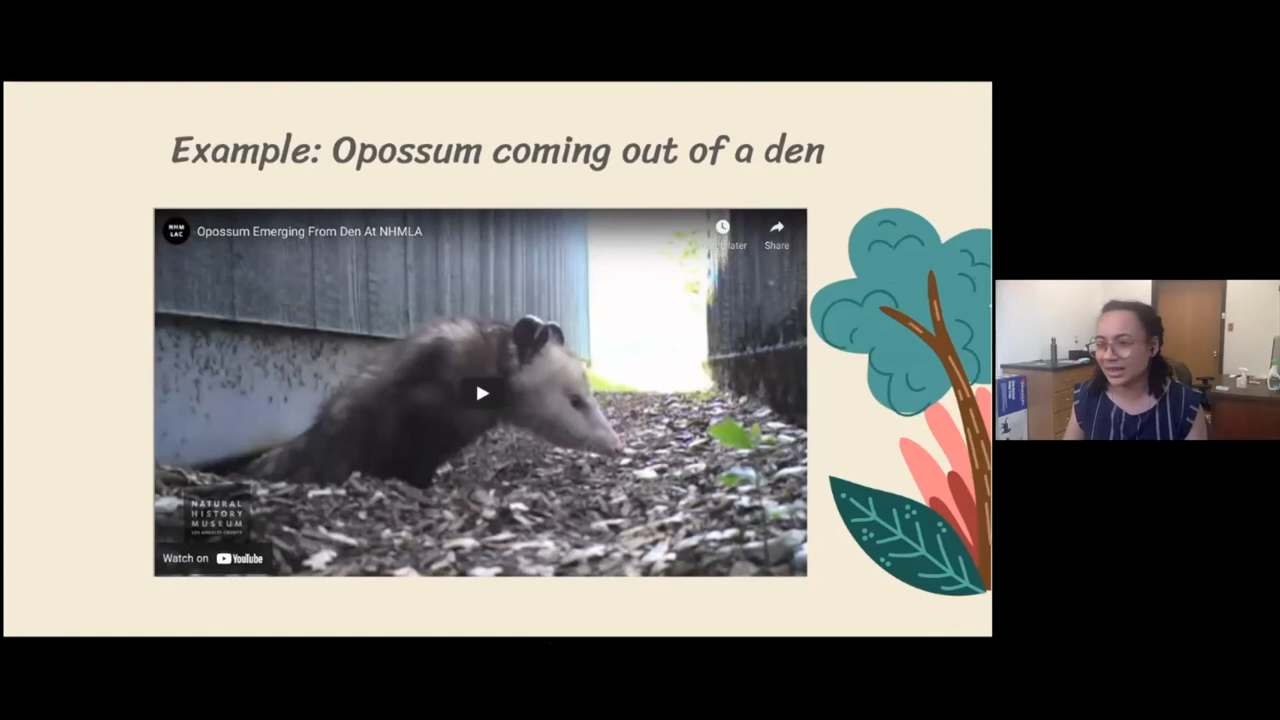 Example: Opossum coming out of a den
NHM
LAC
Opossum Emerging From Den At NHMLA
later
Share
NATURAL
HISTORY
MUSEUM
LOS ANGELES COUNTY
Watch on YouTube